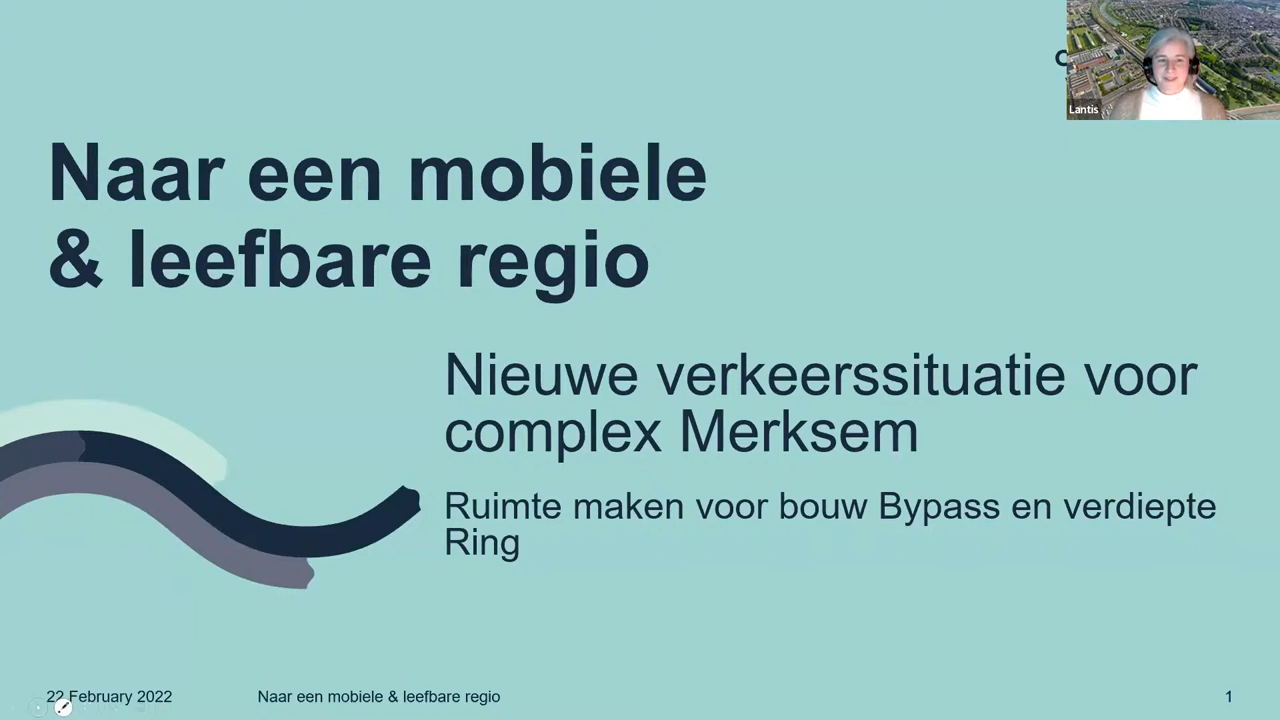 Lantis
Naar een mobiele
& leefbare regio
Nieuwe verkeerssituatie voor
complex Merksem
Ruimte maken voor bouw Bypass en verdiepte
Ring
22 February 2022
Naar een mobiele & leefbare regio
1